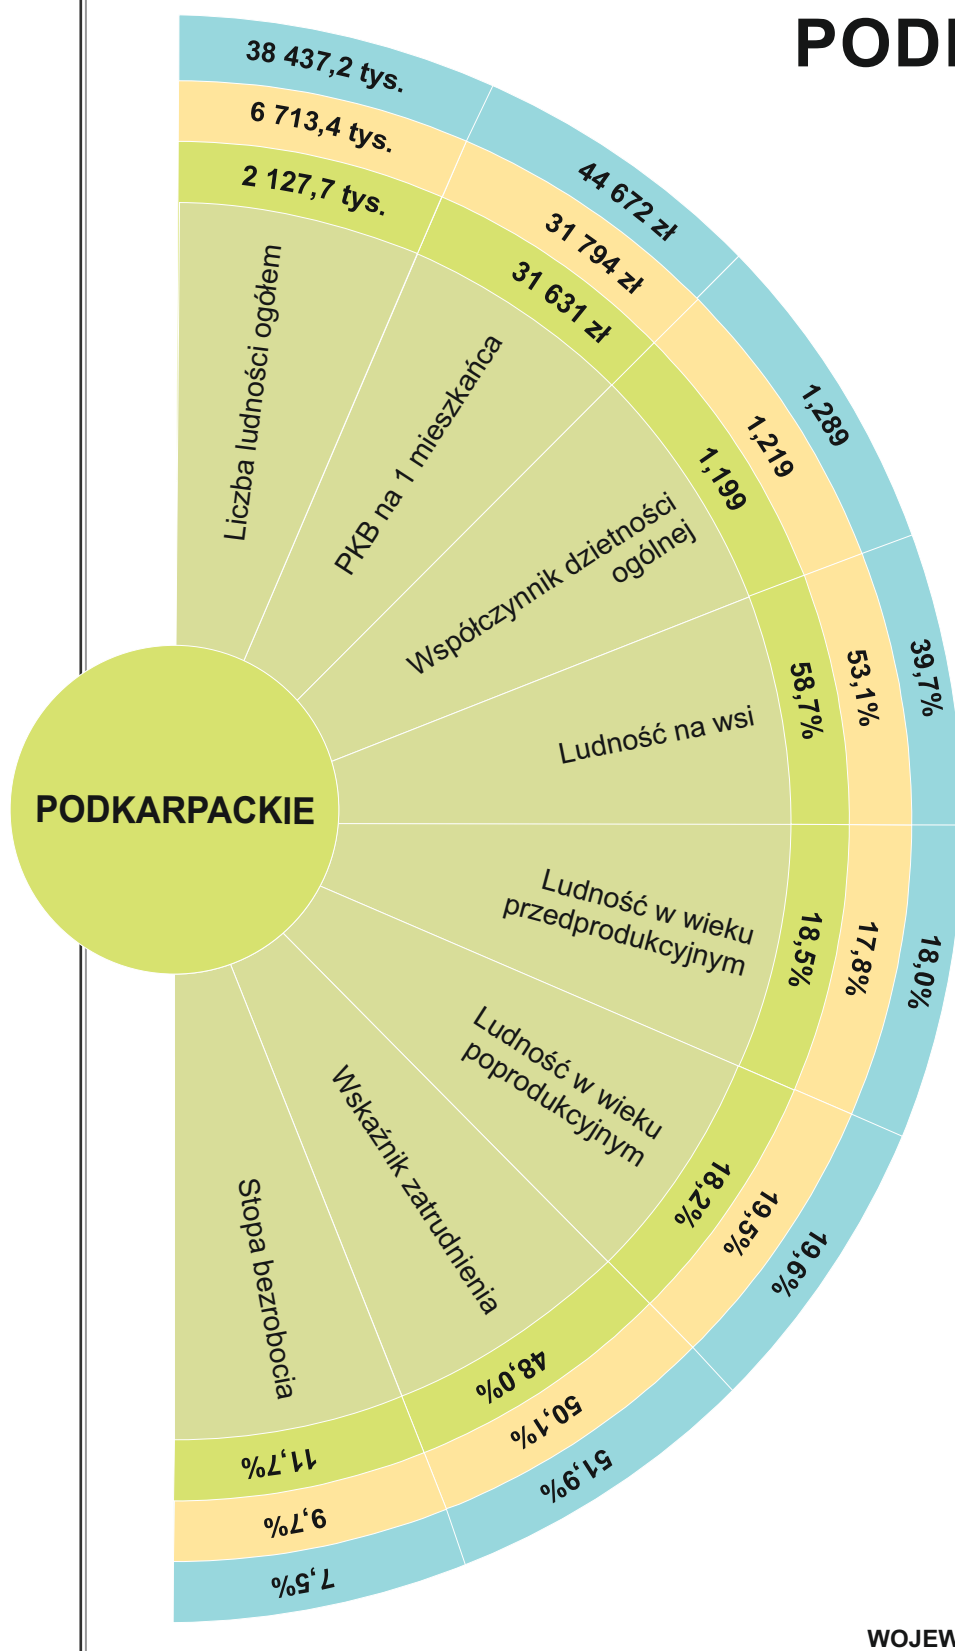 PODK
38 437,2 tys.
6 713,4 tys.
2 127,7 tys.
Liczba ludności ogółem
44 672 zł
31 794 zł
31 631 zł
PKB na 1 mieszkańca
1,289
1,219
1,199
Współczynnik dzietności
ogólnej
39,7%
53,1%
58,7%
Ludność na wsi
PODKARPACKIE
Ludność w wieku
przedprodukcyjnym
18,5%
17,8%
18,0%
Ludność w wieku
poprodukcyjnym
18,2%
19,5%
19,6%
Wskaźnik zatrudnienia
48,0%
50,1%
51,9%
Stopa bezrobocia
11,7%
9,7%
7,5%
WOJEW